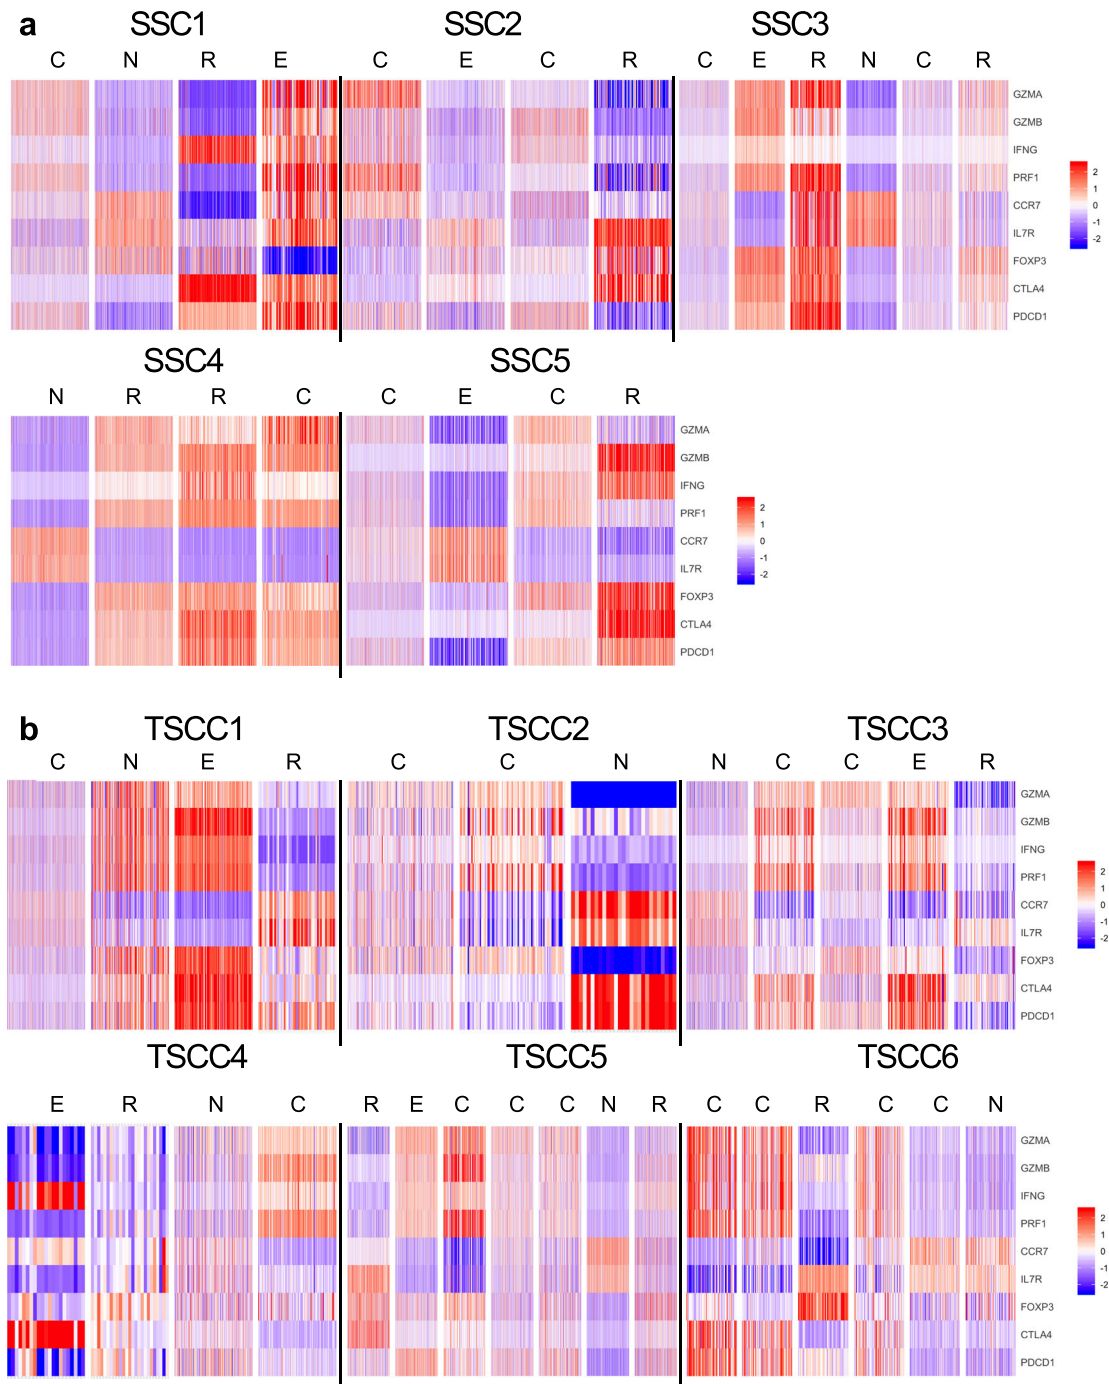 a
SSC1 SSC2 SSC3
C N R E C E C R C E R N C R
GZMA
GZMB
IFNG
PRF1
CCR7
IL7R
FOXP3
CTLA4
PDCD1
2
1
0
-1
-2
SSC4 SSC5
N R R C C E C R
GZMA
GZMB
IFNG
PRF1
CCR7
IL7R
FOXP3
CTLA4
PDCD1
2
1
0
-1
-2
b
TSCC1 TSCC2 TSCC3
C N E R C C N N C C E R
GZMA
GZMB
IFNG
PRF1
CCR7
IL7R
FOXP3
CTLA4
PDCD1
2
1
0
-1
-2
TSCC4 TSCC5 TSCC6
E R N C R E C C C N R C C R C C N
GZMA
GZMB
IFNG
PRF1
CCR7
IL7R
FOXP3
CTLA4
PDCD1
2
1
0
-1
-2